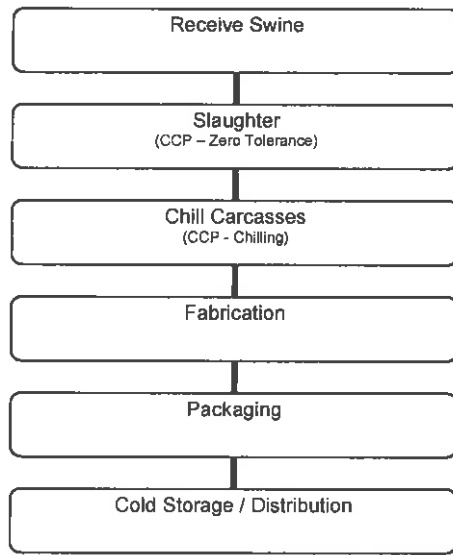 Receive Swine
Slaughter
(CCP – Zero Tolerance)
Chill Carcasses
(CCP - Chilling)
Fabrication
Packaging
Cold Storage / Distribution